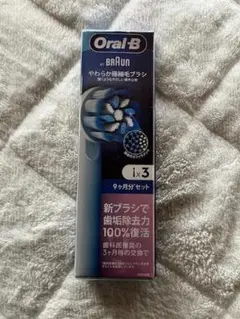 Oral-B
BY BRAUN
やわらか極細毛ブラシ
i×3
9ヶ月分*セット
新ブラシで
歯垢除去力
100%復活
歯科医推奨の
3ヶ月毎の交換で